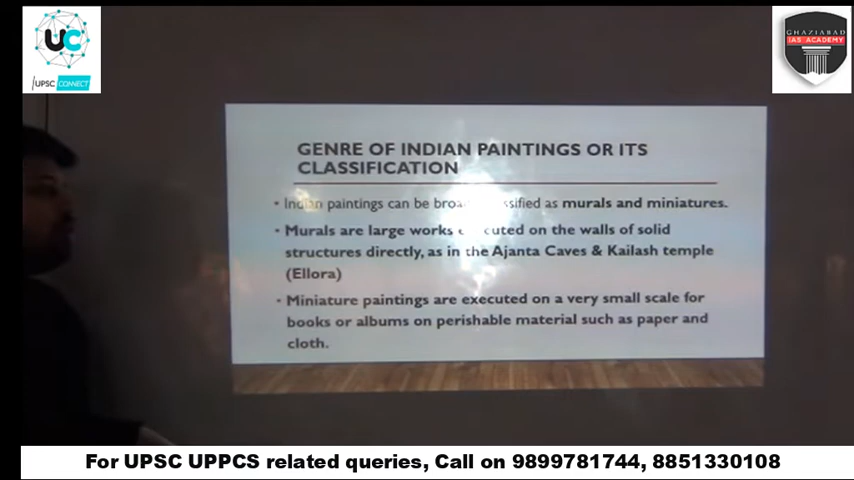 UC
UPSC CONNECT
GHAZIABAD
IAS ACADEMY
GENRE OF INDIAN PAINTINGS OR ITS
CLASSIFICATION
• Indian paintings can be broa ssified as murals and miniatures.
• Murals are large works cuted on the walls of solid
structures directly, as in the Ajanta Caves & Kailash temple
(Ellora)
• Miniature paintings are executed on a very small scale for
books or albums on perishable material such as paper and
cloth.
For UPSC UPPCS related queries, Call on 9899781744, 8851330108